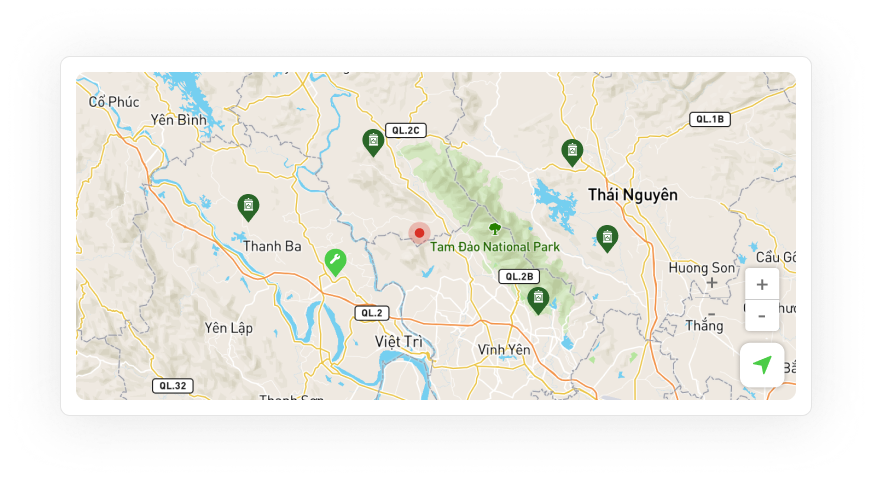 Cổ Phúc
Yên Bình
QL.2C
QL.1B
Thái Nguyên
Thanh Ba
Tam Đảo National Park
Huong Son
Cầu Gồ
QL.2B
+
+
-
-
QL.2
Thắng
Yên Lập
Việt Trì
Vĩnh Yên
QL.32